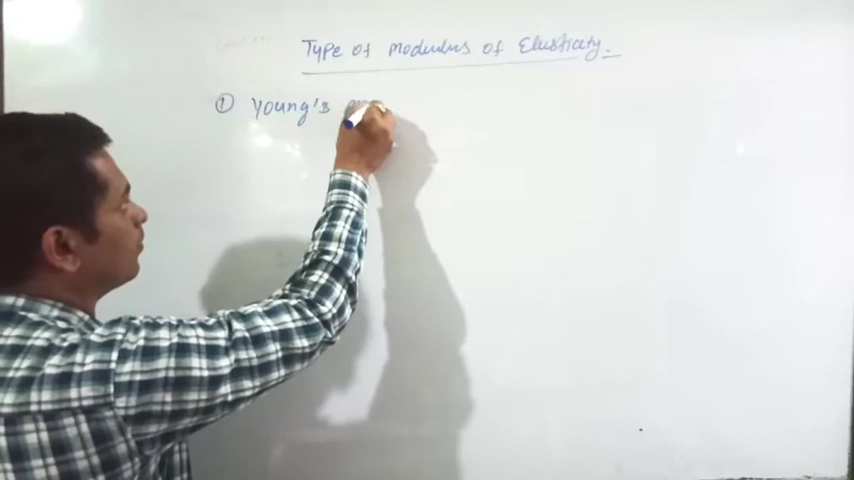 Type of modulus of Elasticity.
① Young's